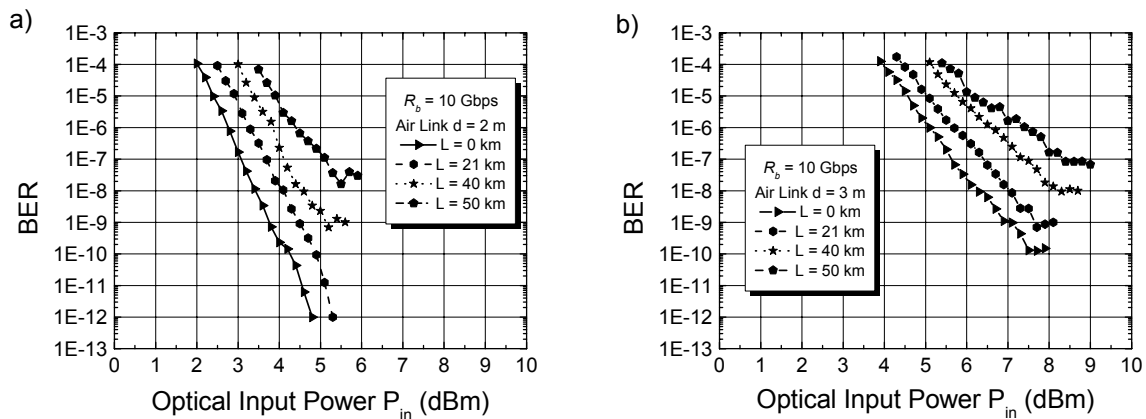 a)
1E-3
1E-4
1E-5
1E-6
1E-7
1E-8
1E-9
1E-10
1E-11
1E-12
1E-13
BER
R_b = 10 Gbps
Air Link d = 2 m
L = 0 km
L = 21 km
L = 40 km
L = 50 km
0 1 2 3 4 5 6 7 8 9 10
Optical Input Power P_in (dBm)
b)
1E-3
1E-4
1E-5
1E-6
1E-7
1E-8
1E-9
1E-10
1E-11
1E-12
1E-13
BER
R_b = 10 Gbps
Air Link d = 3 m
L = 0 km
L = 21 km
L = 40 km
L = 50 km
0 1 2 3 4 5 6 7 8 9 10
Optical Input Power P_in (dBm)